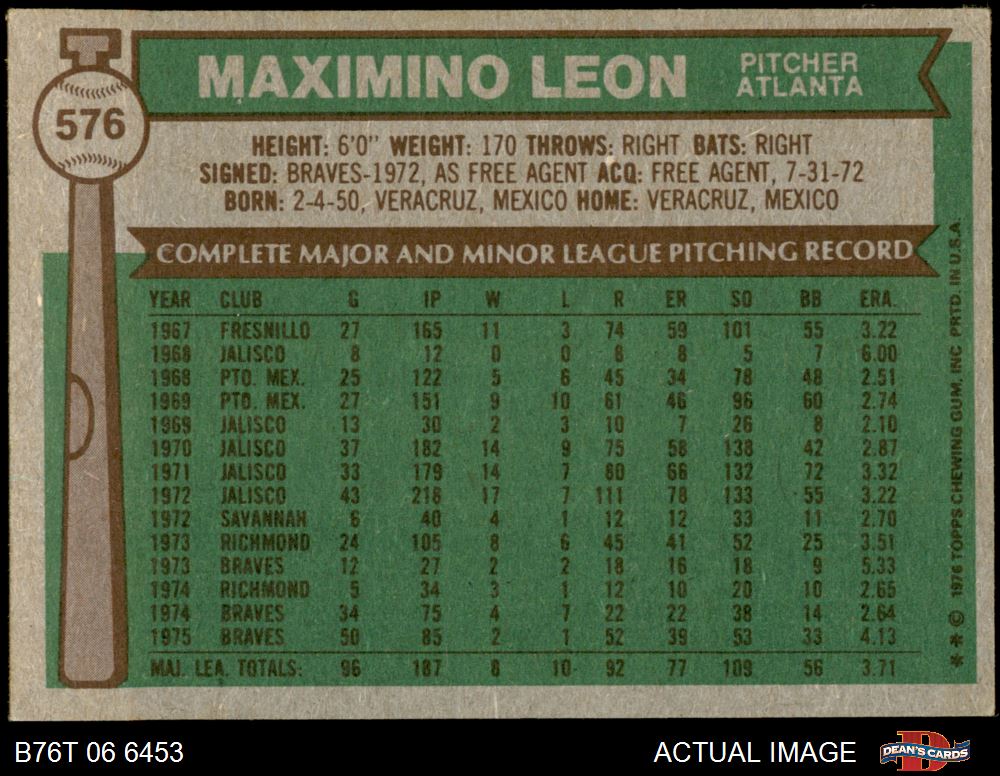 MAXIMINO LEON
PITCHER
ATLANTA
576
HEIGHT: 6'0" WEIGHT: 170 THROWS: RIGHT BATS: RIGHT
SIGNED: BRAVES-1972, AS FREE AGENT ACQ: FREE AGENT, 7-31-72
BORN: 2-4-50, VERACRUZ, MEXICO HOME: VERACRUZ, MEXICO
COMPLETE MAJOR AND MINOR LEAGUE PITCHING RECORD
YEAR CLUB G IP W L R ER SO BB ERA.
1967 FRESNILLO 27 165 11 3 74 59 101 55 3.22
1968 JALISCO 8 12 0 0 8 8 5 7 6.00
1968 PTO. MEX. 25 122 5 6 45 34 78 48 2.51
1969 PTO. MEX. 27 151 9 10 61 46 96 60 2.74
1969 JALISCO 13 30 2 3 10 7 26 8 2.10
1970 JALISCO 37 182 14 9 75 58 138 42 2.87
1971 JALISCO 33 179 14 7 80 66 132 72 3.32
1972 JALISCO 43 218 17 7 111 78 133 55 3.22
1972 SAVANNAH 6 40 4 1 12 12 33 11 2.70
1973 RICHMOND 24 105 8 6 45 41 52 25 3.51
1973 BRAVES 12 27 2 2 18 16 18 9 5.33
1974 RICHMOND 5 34 3 1 12 10 20 10 2.65
1974 BRAVES 34 75 4 7 22 22 38 14 2.64
1975 BRAVES 50 85 2 1 52 39 53 33 4.13
MAJ. LEA. TOTALS: 96 187 8 10 92 77 109 56 3.71
** © 1976 TOPPS CHEWING GUM, INC. PRTD. IN U.S.A.
B76T 06 6453
ACTUAL IMAGE
DEAN'S CARDS